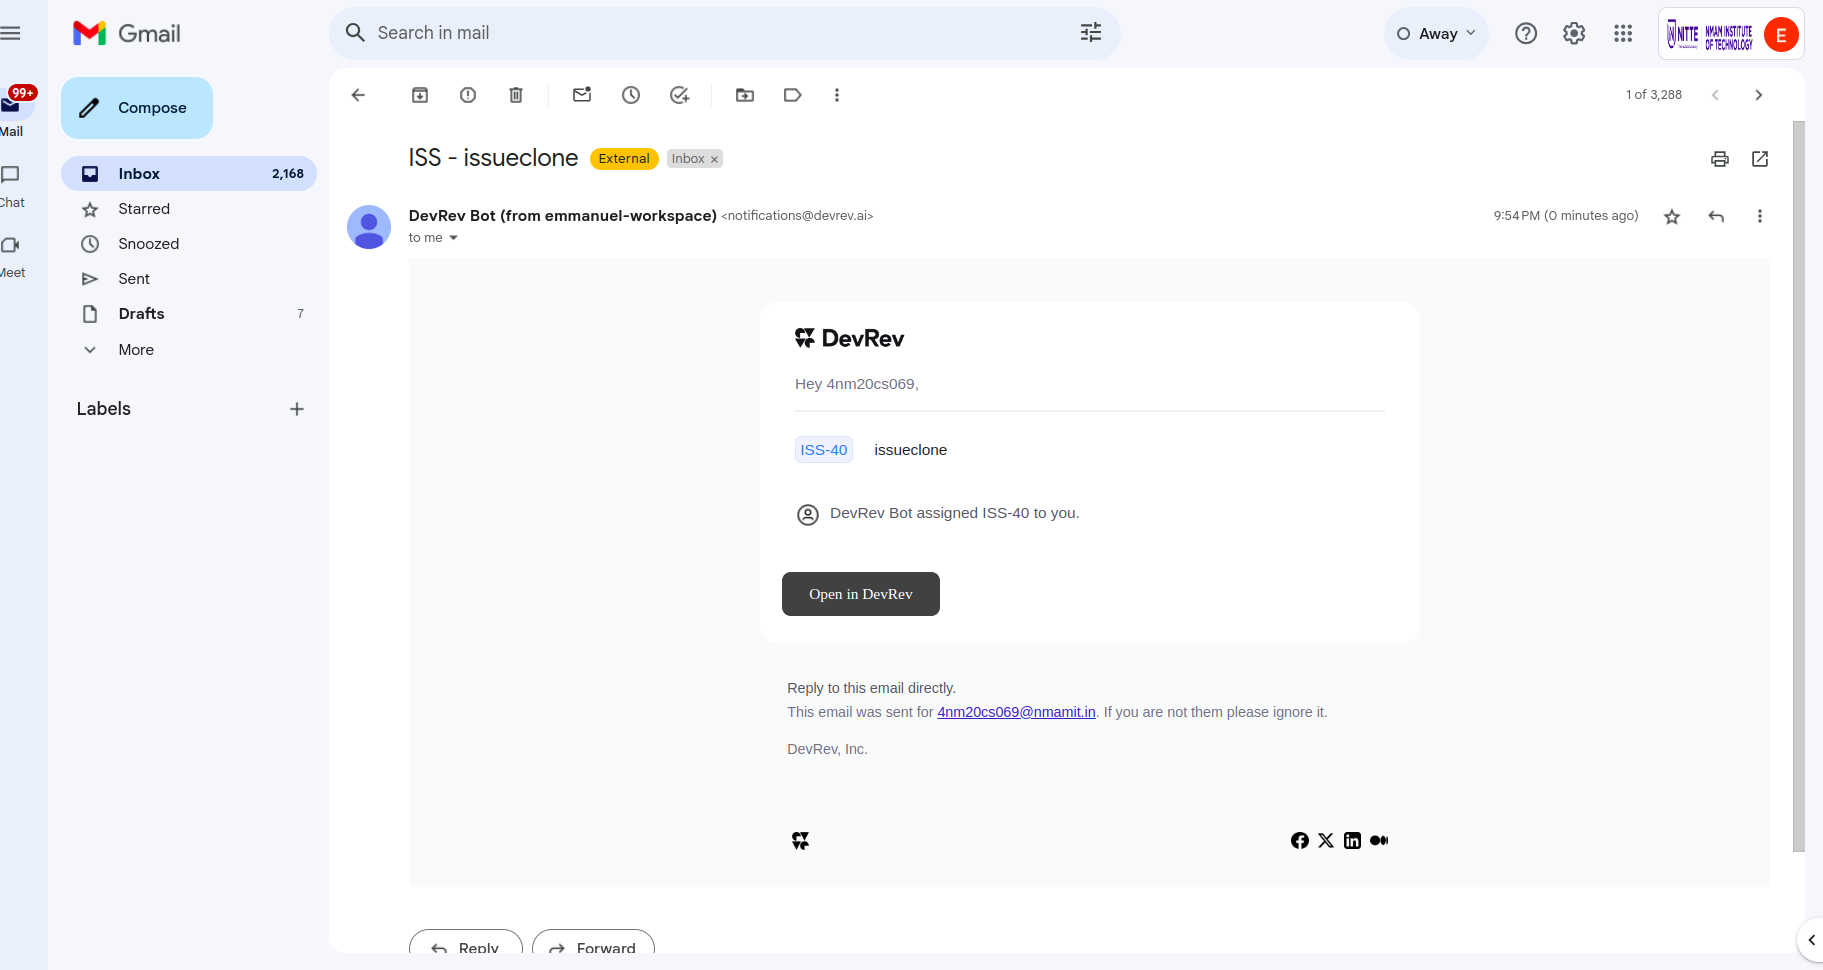 Gmail
Search in mail
Away
NITTE
NMAM INSTITUTE
OF TECHNOLOGY
E
99+
Mail
Compose
1 of 3,288
Chat
Inbox 2,168
Starred
Snoozed
Sent
Drafts 7
More
Labels
Meet
ISS - issueclone External Inbox ×
DevRev Bot (from emmanuel-workspace) <notifications@devrev.ai> 9:54 PM (0 minutes ago)
to me
DevRev
Hey 4nm20cs069,
ISS-40 issueclone
DevRev Bot assigned ISS-40 to you.
Open in DevRev
Reply to this email directly.
This email was sent for 4nm20cs069@nmamit.in. If you are not them please ignore it.
DevRev, Inc.
Reply Forward